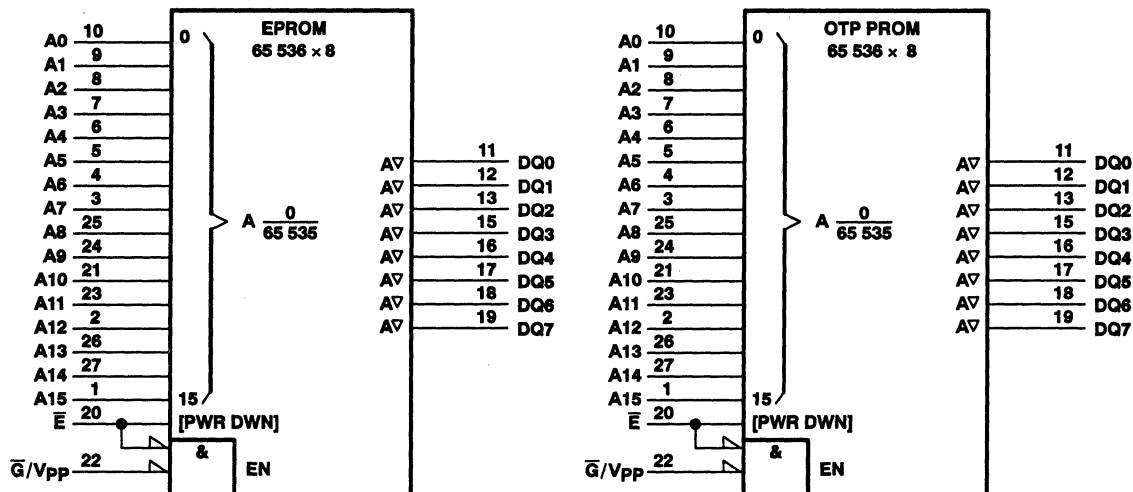 EPROM
65 536 × 8
A0 10
A1 9
A2 8
A3 7
A4 6
A5 5
A6 4
A7 3
A8 25
A9 24
A10 21
A11 23
A12 2
A13 26
A14 27
A15 1
E 20
G/VPP 22
0
15
A 0
65 535
[PWR DWN]
&
EN
A▽ 11 DQ0
A▽ 12 DQ1
A▽ 13 DQ2
A▽ 15 DQ3
A▽ 16 DQ4
A▽ 17 DQ5
A▽ 18 DQ6
A▽ 19 DQ7
OTP PROM
65 536 × 8
A0 10
A1 9
A2 8
A3 7
A4 6
A5 5
A6 4
A7 3
A8 25
A9 24
A10 21
A11 23
A12 2
A13 26
A14 27
A15 1
E 20
G/VPP 22
0
15
A 0
65 535
[PWR DWN]
&
EN
A▽ 11 DQ0
A▽ 12 DQ1
A▽ 13 DQ2
A▽ 15 DQ3
A▽ 16 DQ4
A▽ 17 DQ5
A▽ 18 DQ6
A▽ 19 DQ7